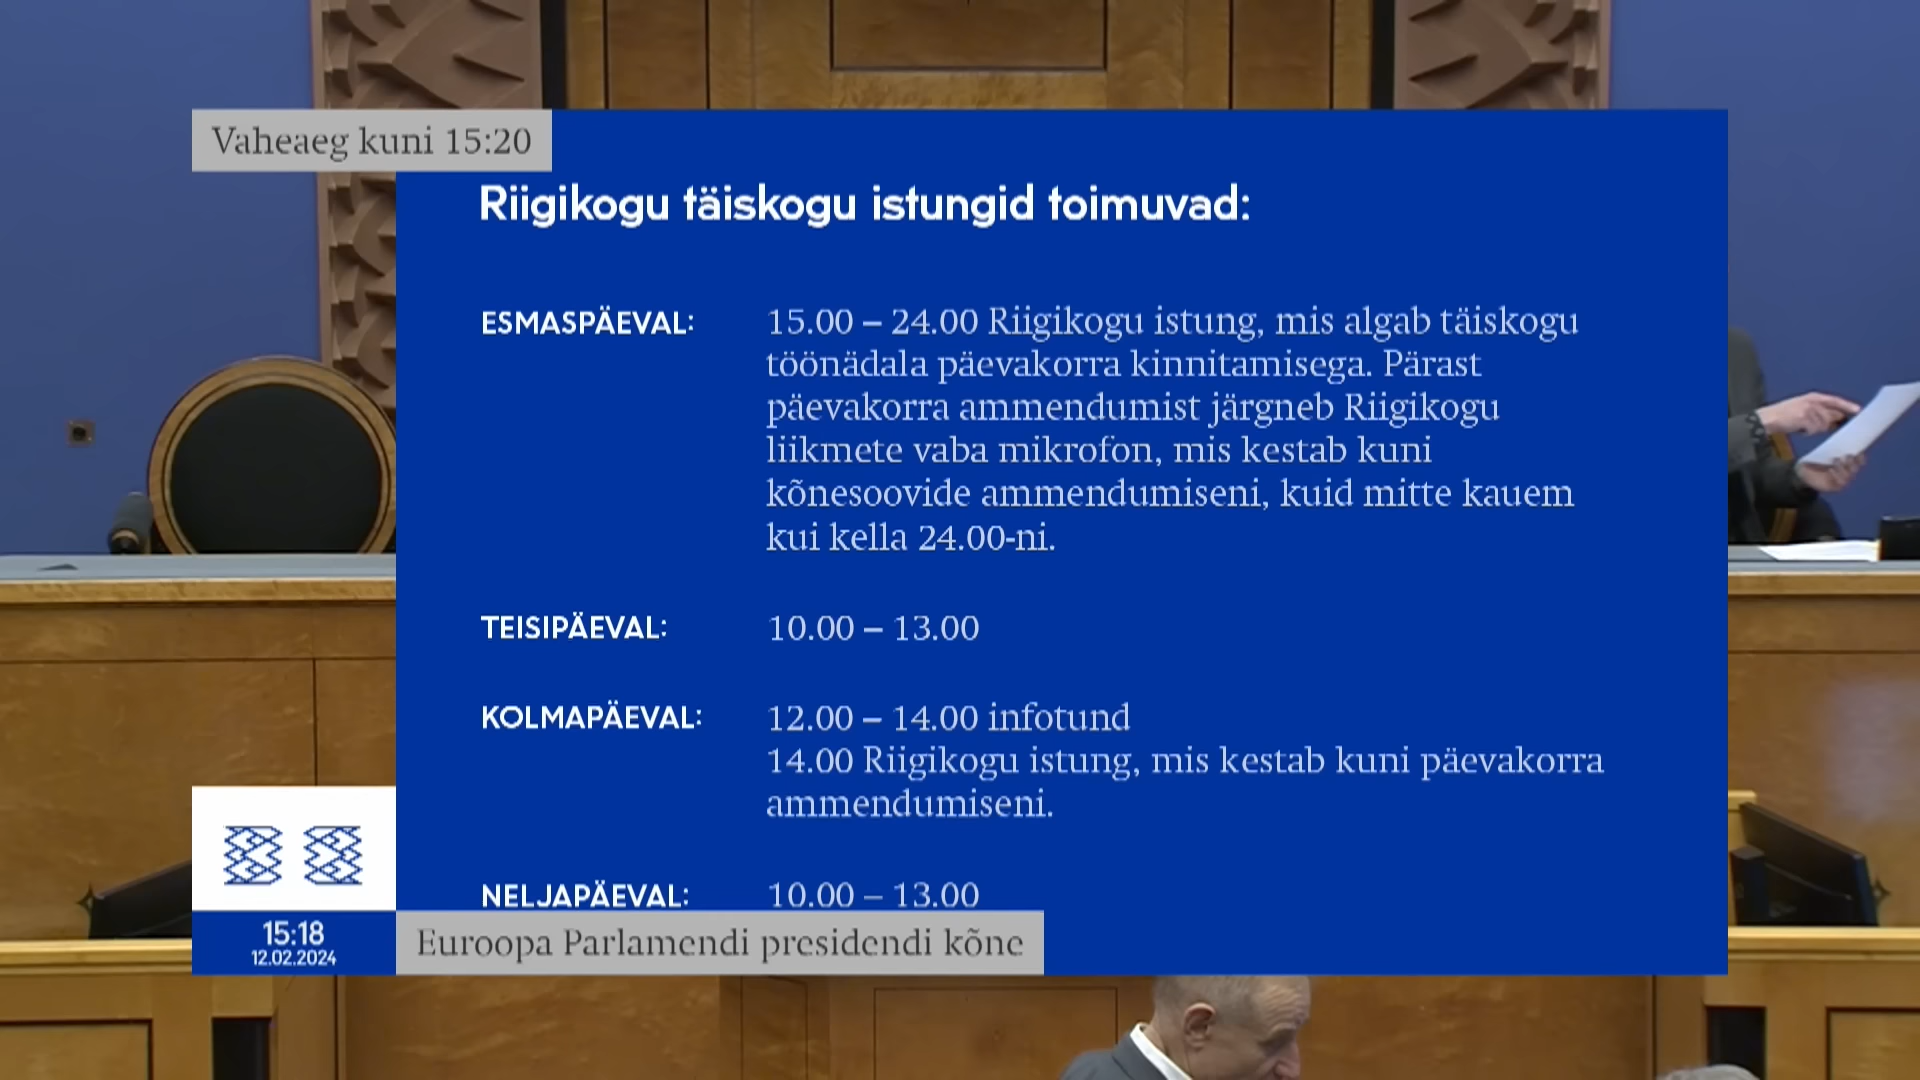 Vaheaeg kuni 15:20
Riigikogu täiskogu istungid toimuvad:
ESMASPÄEVAL: 15.00 – 24.00 Riigikogu istung, mis algab täiskogu
töönädala päevakorra kinnitamisega. Pärast
päevakorra ammendumist järgneb Riigikogu
liikmete vaba mikrofon, mis kestab kuni
kõnesoovide ammendumiseni, kuid mitte kauem
kui kella 24.00-ni.
TEISIPÄEVAL: 10.00 – 13.00
KOLMAPÄEVAL: 12.00 – 14.00 infotund
14.00 Riigikogu istung, mis kestab kuni päevakorra
ammendumiseni.
NELJAPÄEVAL: 10.00 – 13.00
15:18
12.02.2024
Euroopa Parlamendi presidendi kõne